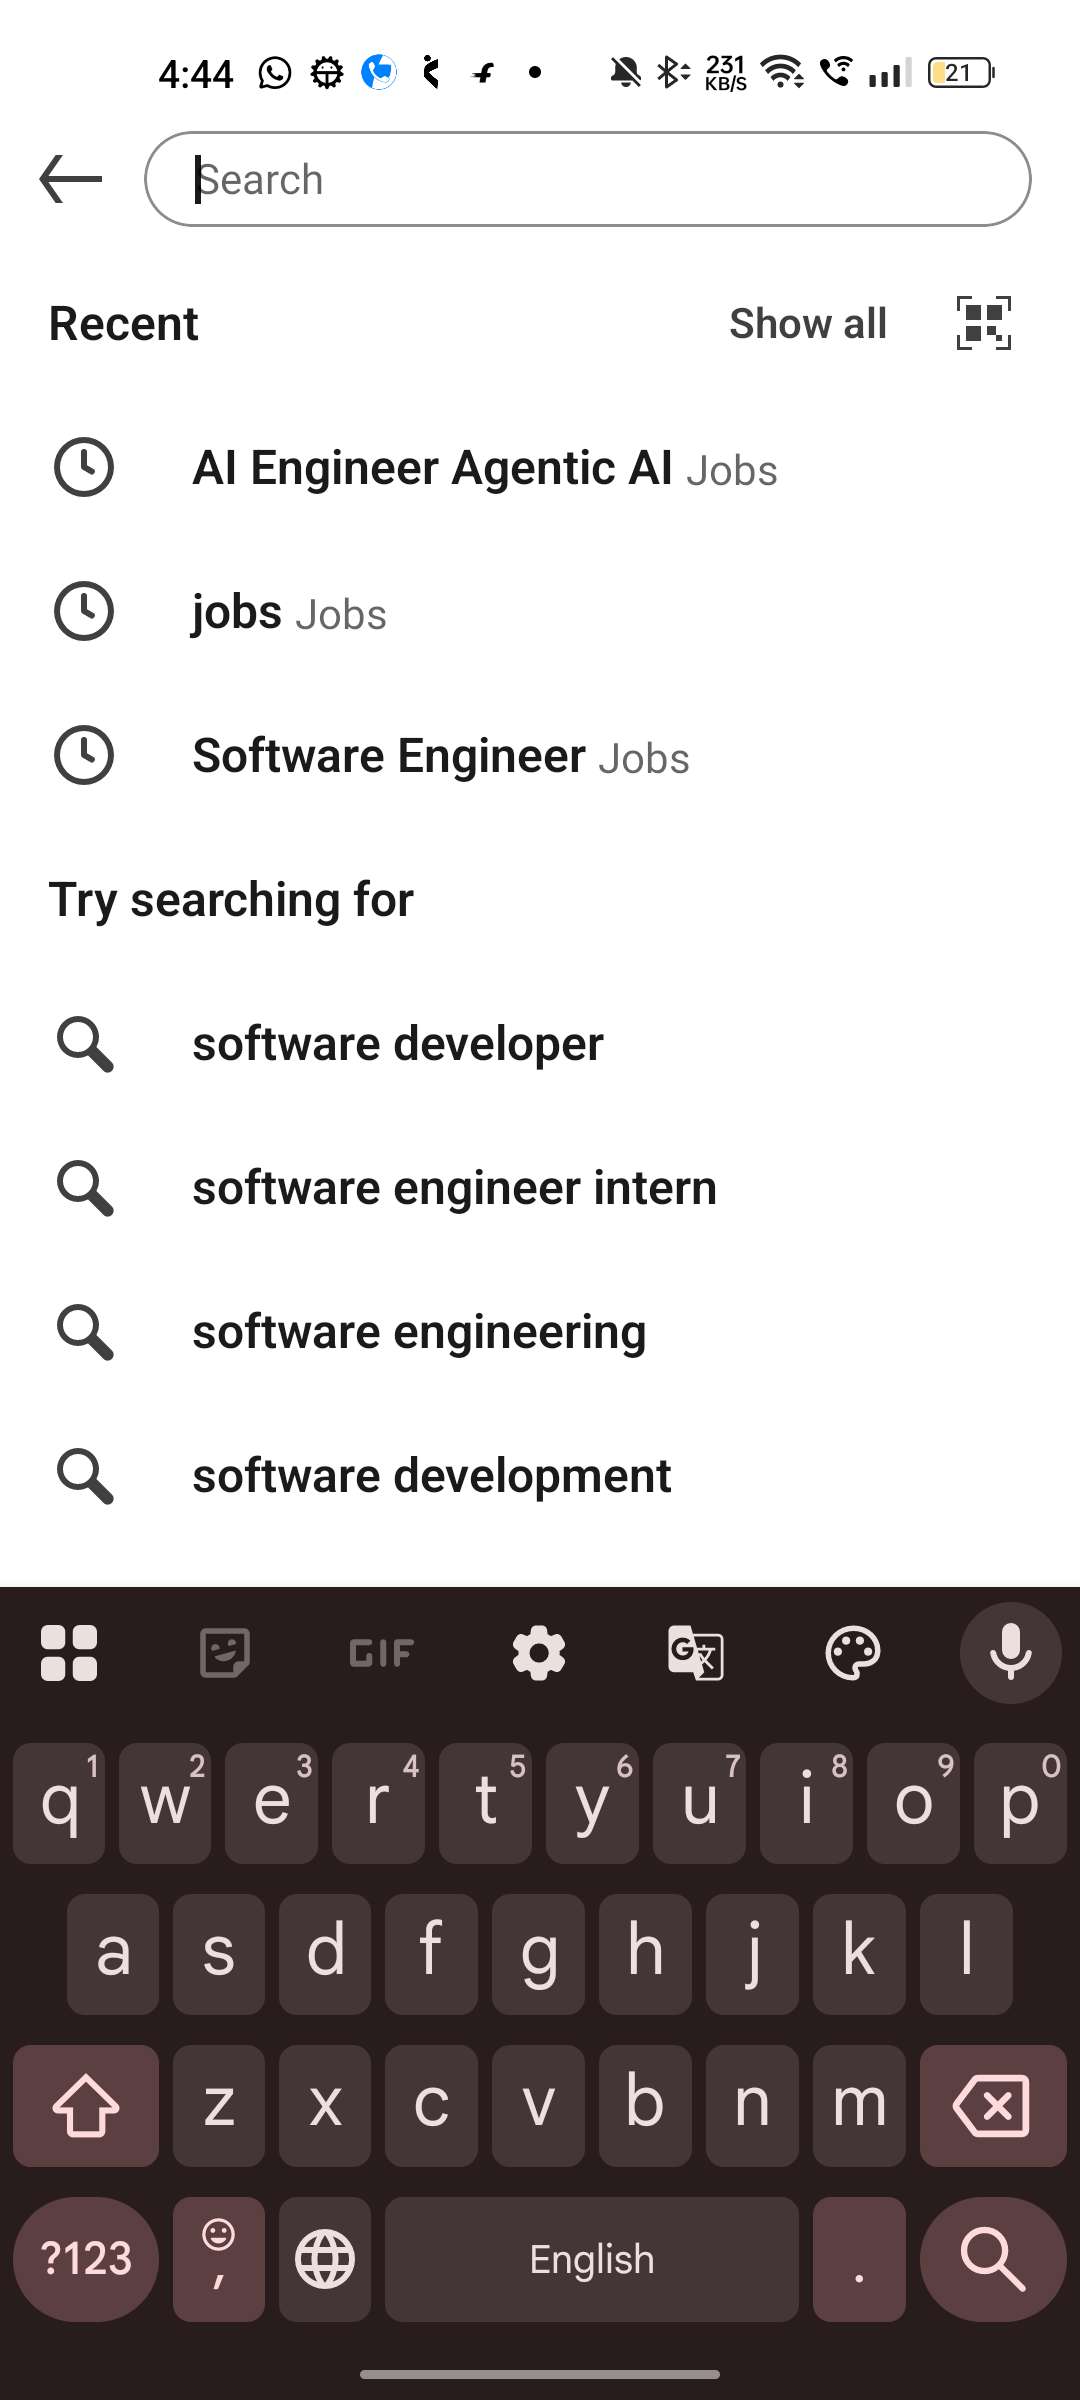 4:44 231 KB/S 21
Search
Recent Show all
AI Engineer Agentic AI Jobs
jobs Jobs
Software Engineer Jobs
Try searching for
software developer
software engineer intern
software engineering
software development
GIF G文
q1 w2 e3 r4 t5 y6 u7 i8 o9 p0
a s d f g h j k l
z x c v b n m
?123 , English .